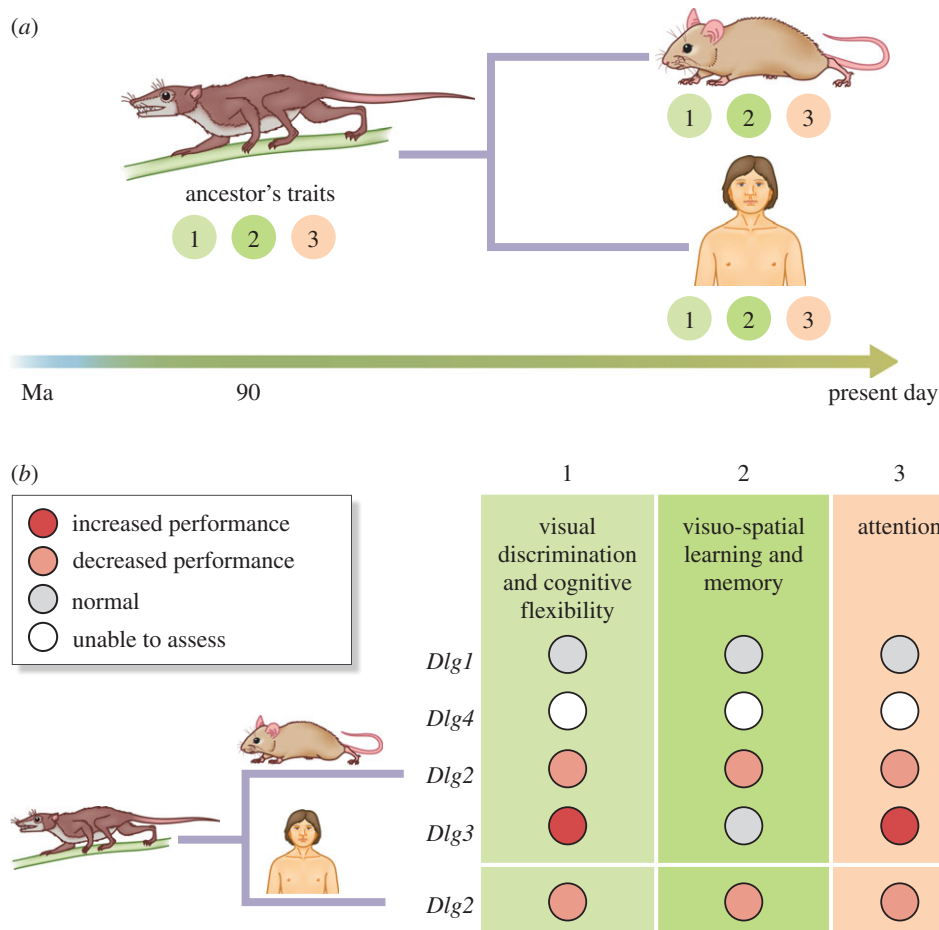 (a)
1 2 3
ancestor's traits
1 2 3
1 2 3
Ma 90 present day
(b)
increased performance
decreased performance
normal
unable to assess
1 2 3
visual
discrimination
and cognitive
flexibility
visuo-spatial
learning and
memory
attention
Dlg1
Dlg4
Dlg2
Dlg3
Dlg2